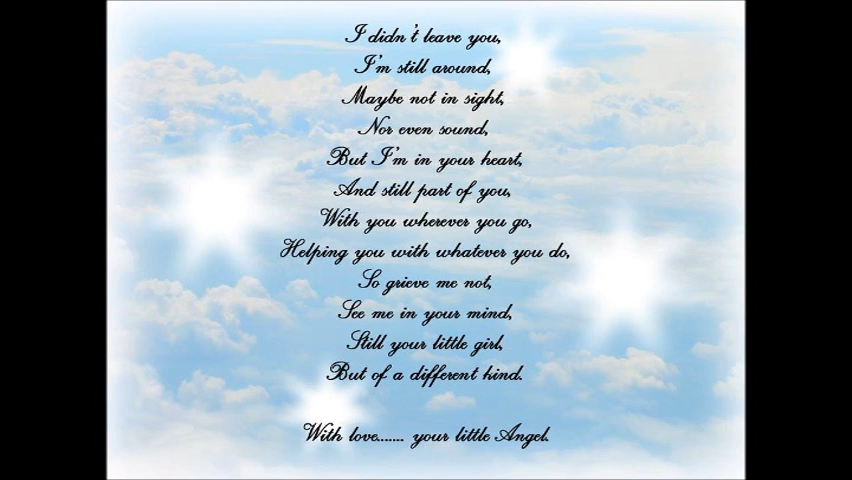 I didn't leave you,
I'm still around,
Maybe not in sight,
Nor even sound,
But I'm in your heart,
And still part of you,
With you wherever you go,
Helping you with whatever you do,
So grieve me not,
See me in your mind,
Still your little girl,
But of a different kind.
With love....... your little Angel.